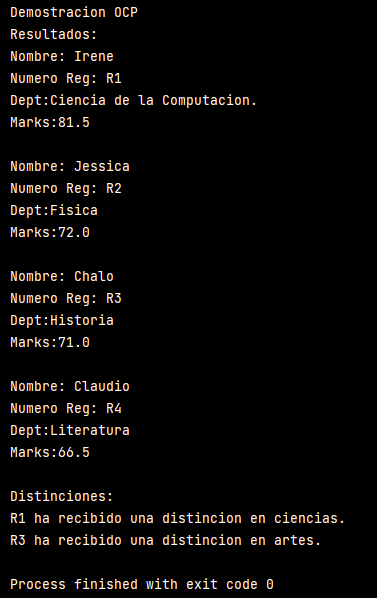 Demostracion OCP
Resultados:
Nombre: Irene
Numero Reg: R1
Dept:Ciencia de la Computacion.
Marks:81.5
Nombre: Jessica
Numero Reg: R2
Dept:Fisica
Marks:72.0
Nombre: Chalo
Numero Reg: R3
Dept:Historia
Marks:71.0
Nombre: Claudio
Numero Reg: R4
Dept:Literatura
Marks:66.5
Distinciones:
R1 ha recibido una distincion en ciencias.
R3 ha recibido una distincion en artes.
Process finished with exit code 0